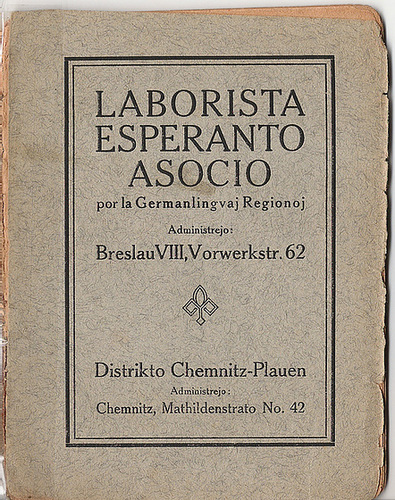 LABORISTA
ESPERANTO
ASOCIO
por la Germanlingvaj Regionoj
Administrejo:
Breslau VIII, Vorwerkstr. 62
Distrikto Chemnitz-Plauen
Administrejo:
Chemnitz, Mathildenstrato No. 42